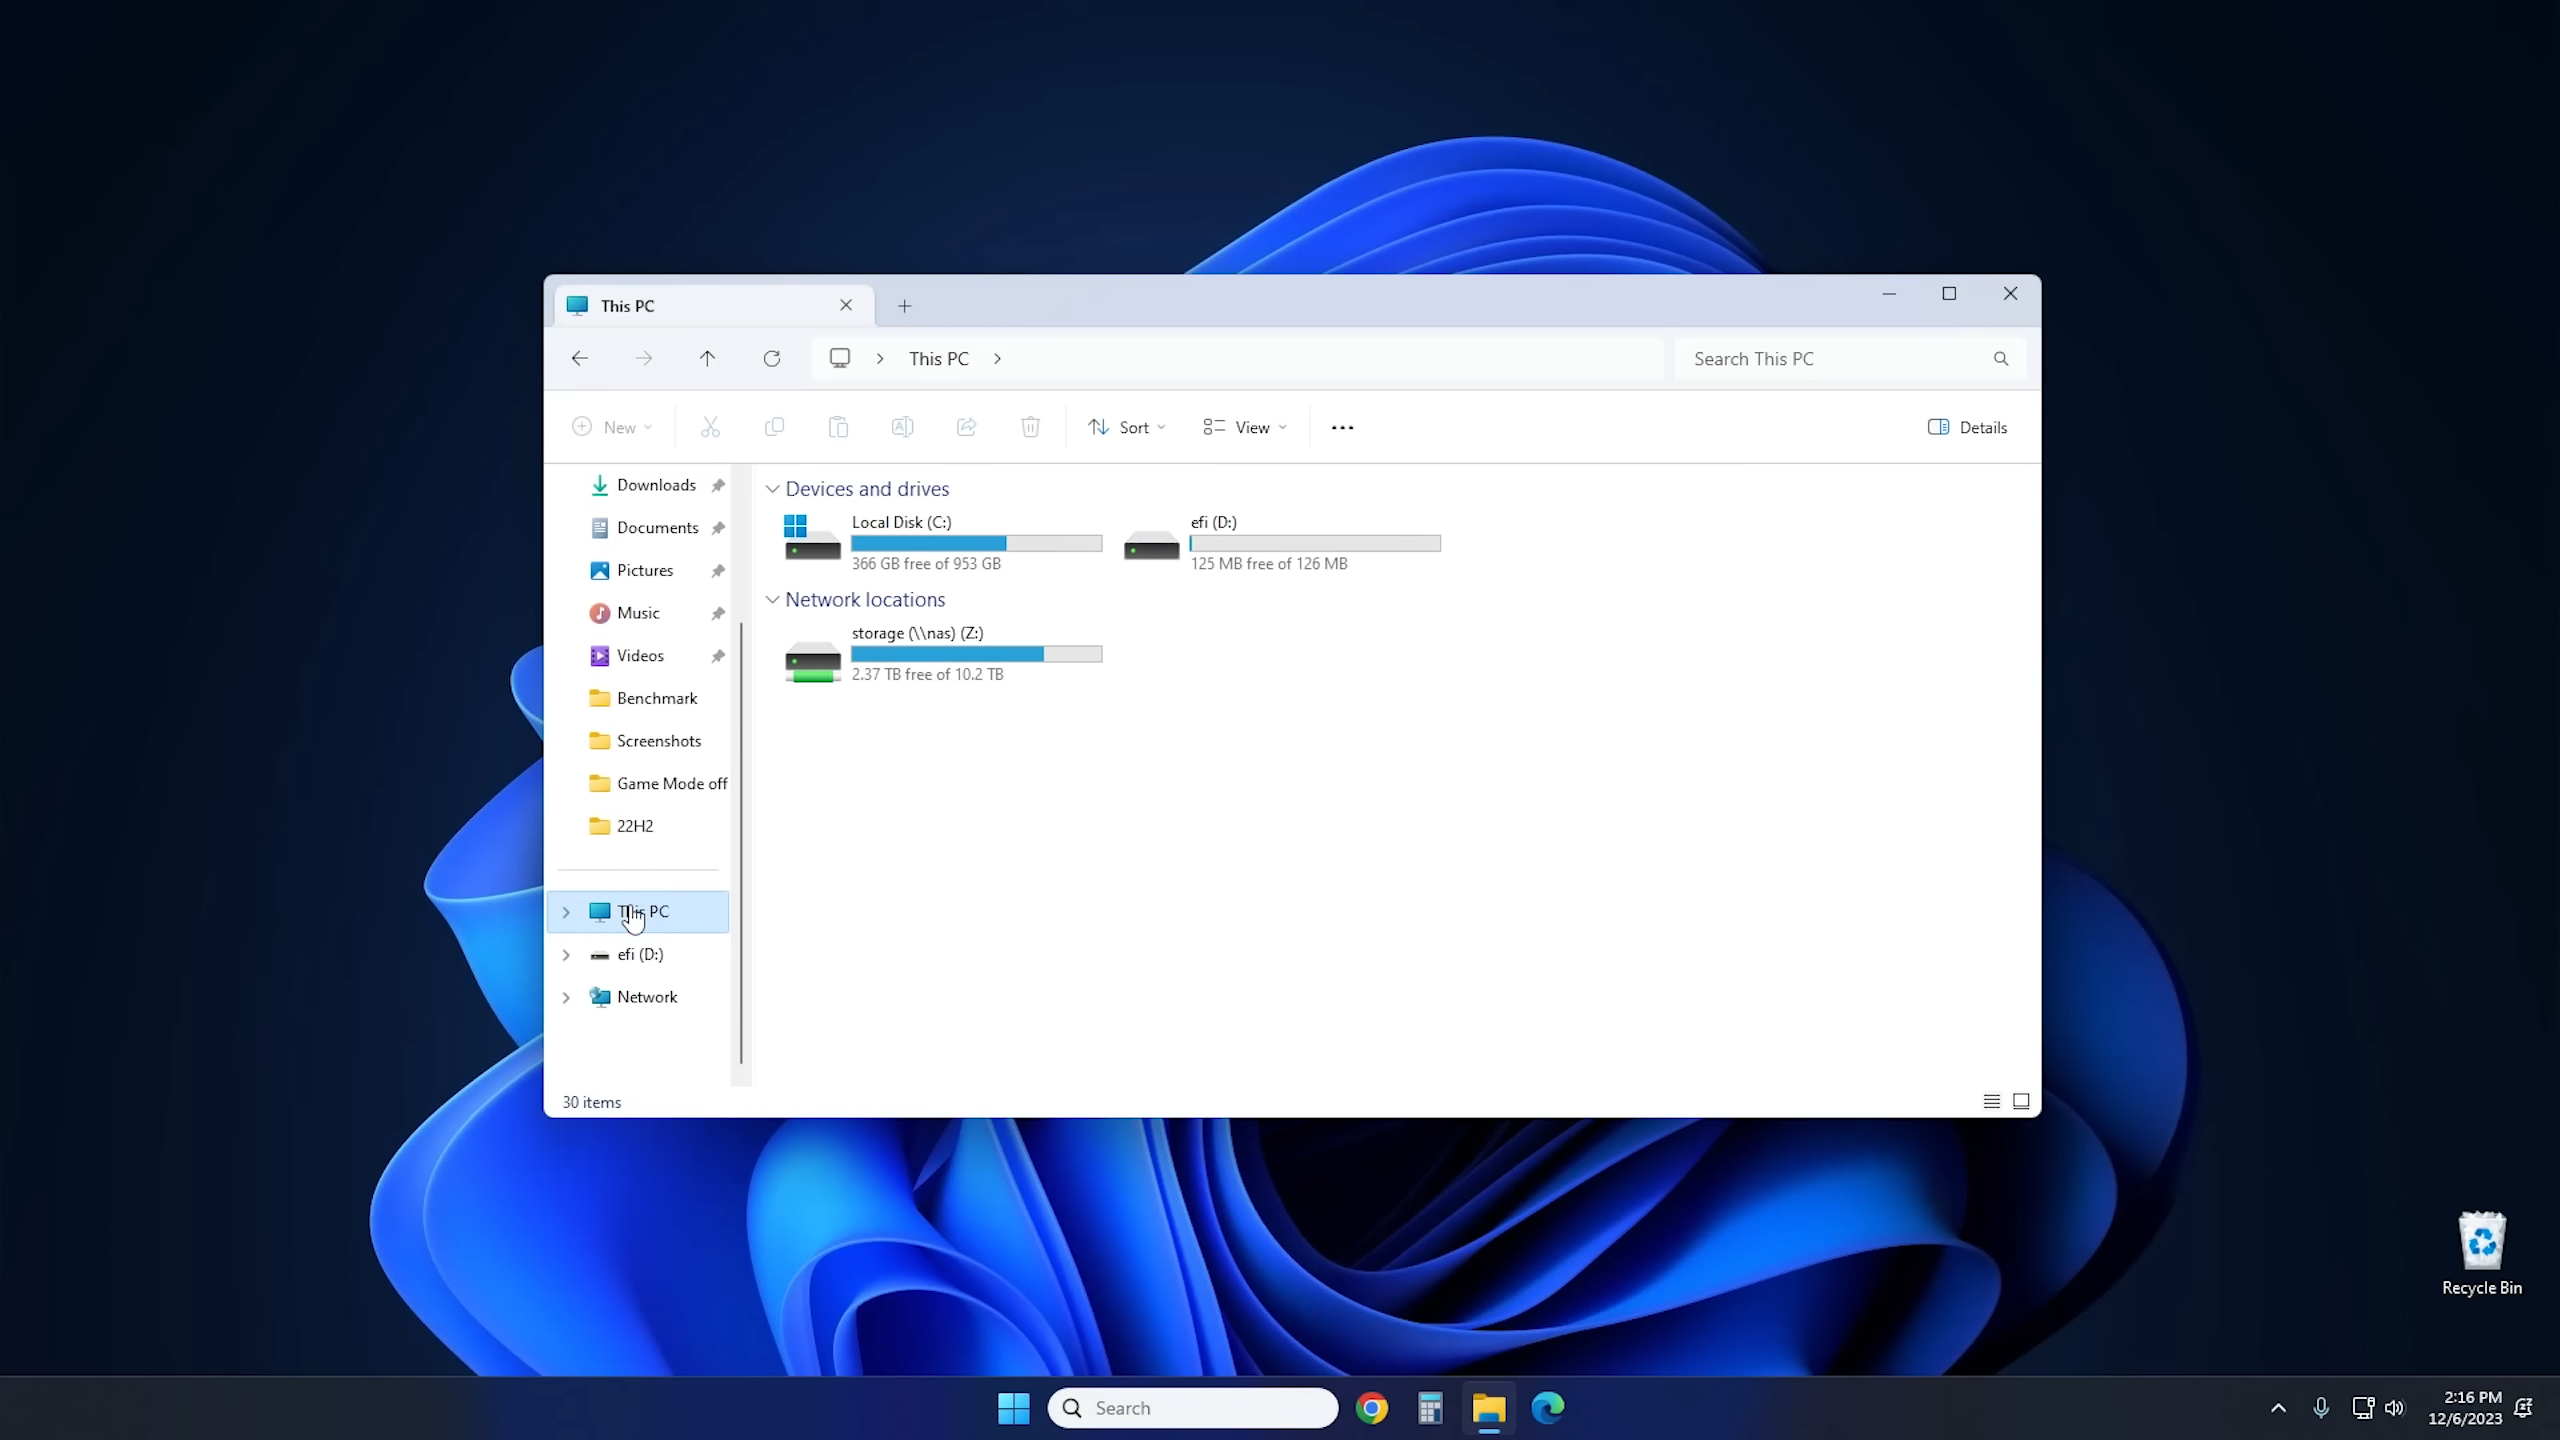 This PC
This PC
Search This PC
New
Sort
View
Details
Downloads
Documents
Pictures
Music
Videos
Benchmark
Screenshots
Game Mode off
22H2
This PC
efi (D:)
Network
Devices and drives
Local Disk (C:)
366 GB free of 953 GB
efi (D:)
125 MB free of 126 MB
Network locations
storage (\\nas) (Z:)
2.37 TB free of 10.2 TB
30 items
Recycle Bin
Search
2:16 PM
12/6/2023